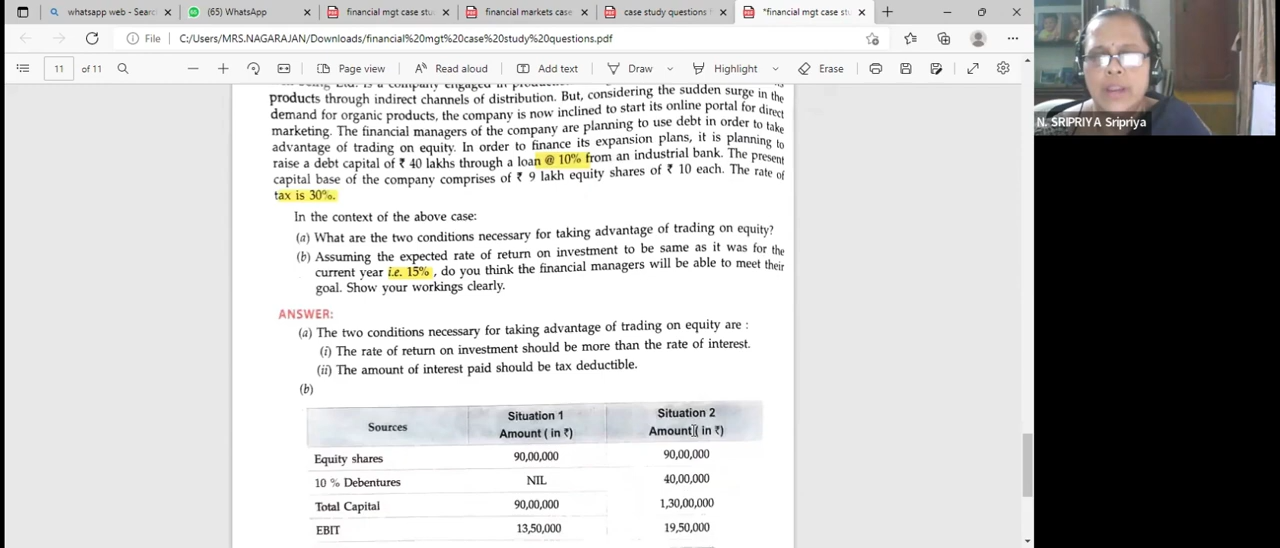 whatsapp web - Searc
(65) WhatsApp
financial mgt case stu
financial markets case
case study questions f
*financial mgt case stu
File
C:/Users/MRS.NAGARAJAN/Downloads/financial%20mgt%20case%20study%20questions.pdf
11 of 11
Page view
Read aloud
Add text
Draw
Highlight
Erase
N. SRIPRIYA Sripriya
products through indirect channels of distribution. But, considering the sudden surge in the
demand for organic products, the company is now inclined to start its online portal for direct
marketing. The financial managers of the company are planning to use debt in order to take
advantage of trading on equity. In order to finance its expansion plans, it is planning to
raise a debt capital of ₹ 40 lakhs through a loan @ 10% from an industrial bank. The present
capital base of the company comprises of ₹ 9 lakh equity shares of ₹ 10 each. The rate of
tax is 30%.
In the context of the above case:
(a) What are the two conditions necessary for taking advantage of trading on equity?
(b) Assuming the expected rate of return on investment to be same as it was for the
current year i.e. 15% , do you think the financial managers will be able to meet their
goal. Show your workings clearly.
ANSWER:
(a) The two conditions necessary for taking advantage of trading on equity are :
(i) The rate of return on investment should be more than the rate of interest.
(ii) The amount of interest paid should be tax deductible.
(b)
Sources Situation 1 Amount ( in ₹) Situation 2 Amount ( in ₹)
Equity shares 90,00,000 90,00,000
10 % Debentures NIL 40,00,000
Total Capital 90,00,000 1,30,00,000
EBIT 13,50,000 19,50,000